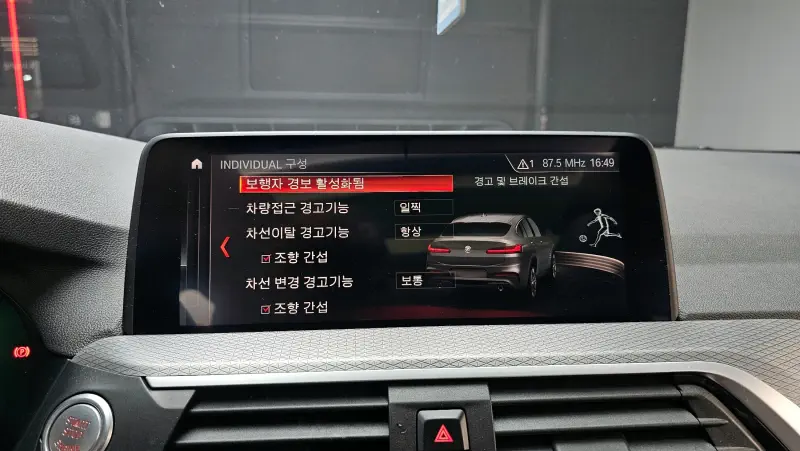 INDIVIDUAL 구성
1 87.5 MHz 16:49
보행자 경보 활성화됨
경고 및 브레이크 간섭
차량접근 경고기능 일찍
차선이탈 경고기능 항상
조향 간섭
차선 변경 경고기능 보통
조향 간섭
(P)
START
STOP